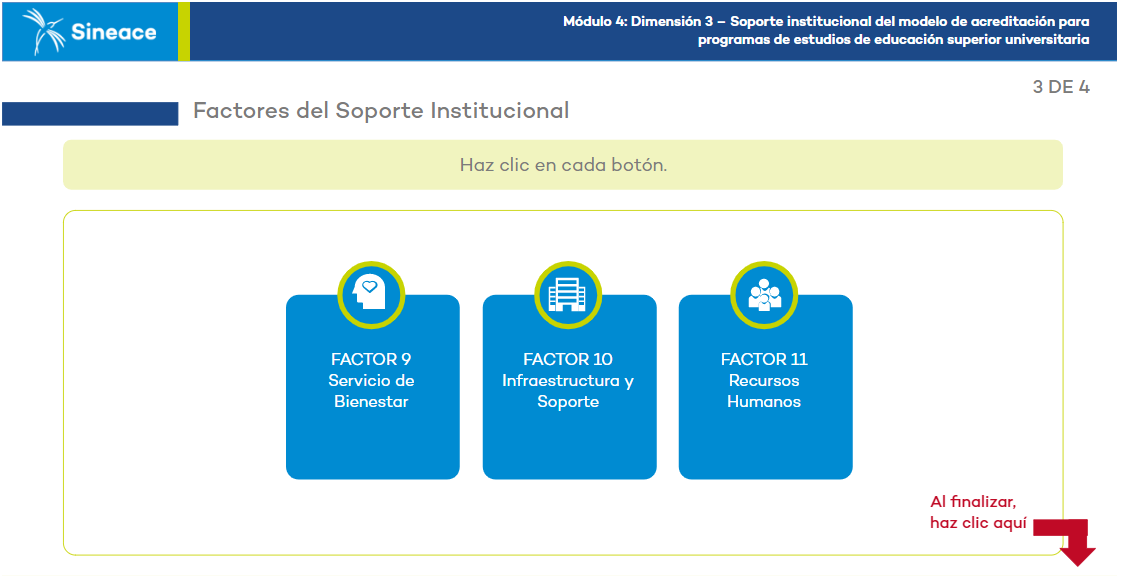 Sineace
Módulo 4: Dimensión 3 – Soporte institucional del modelo de acreditación para
programas de estudios de educación superior universitaria
3 DE 4
Factores del Soporte Institucional
Haz clic en cada botón.
FACTOR 9
Servicio de
Bienestar
FACTOR 10
Infraestructura y
Soporte
FACTOR 11
Recursos
Humanos
Al finalizar,
haz clic aquí